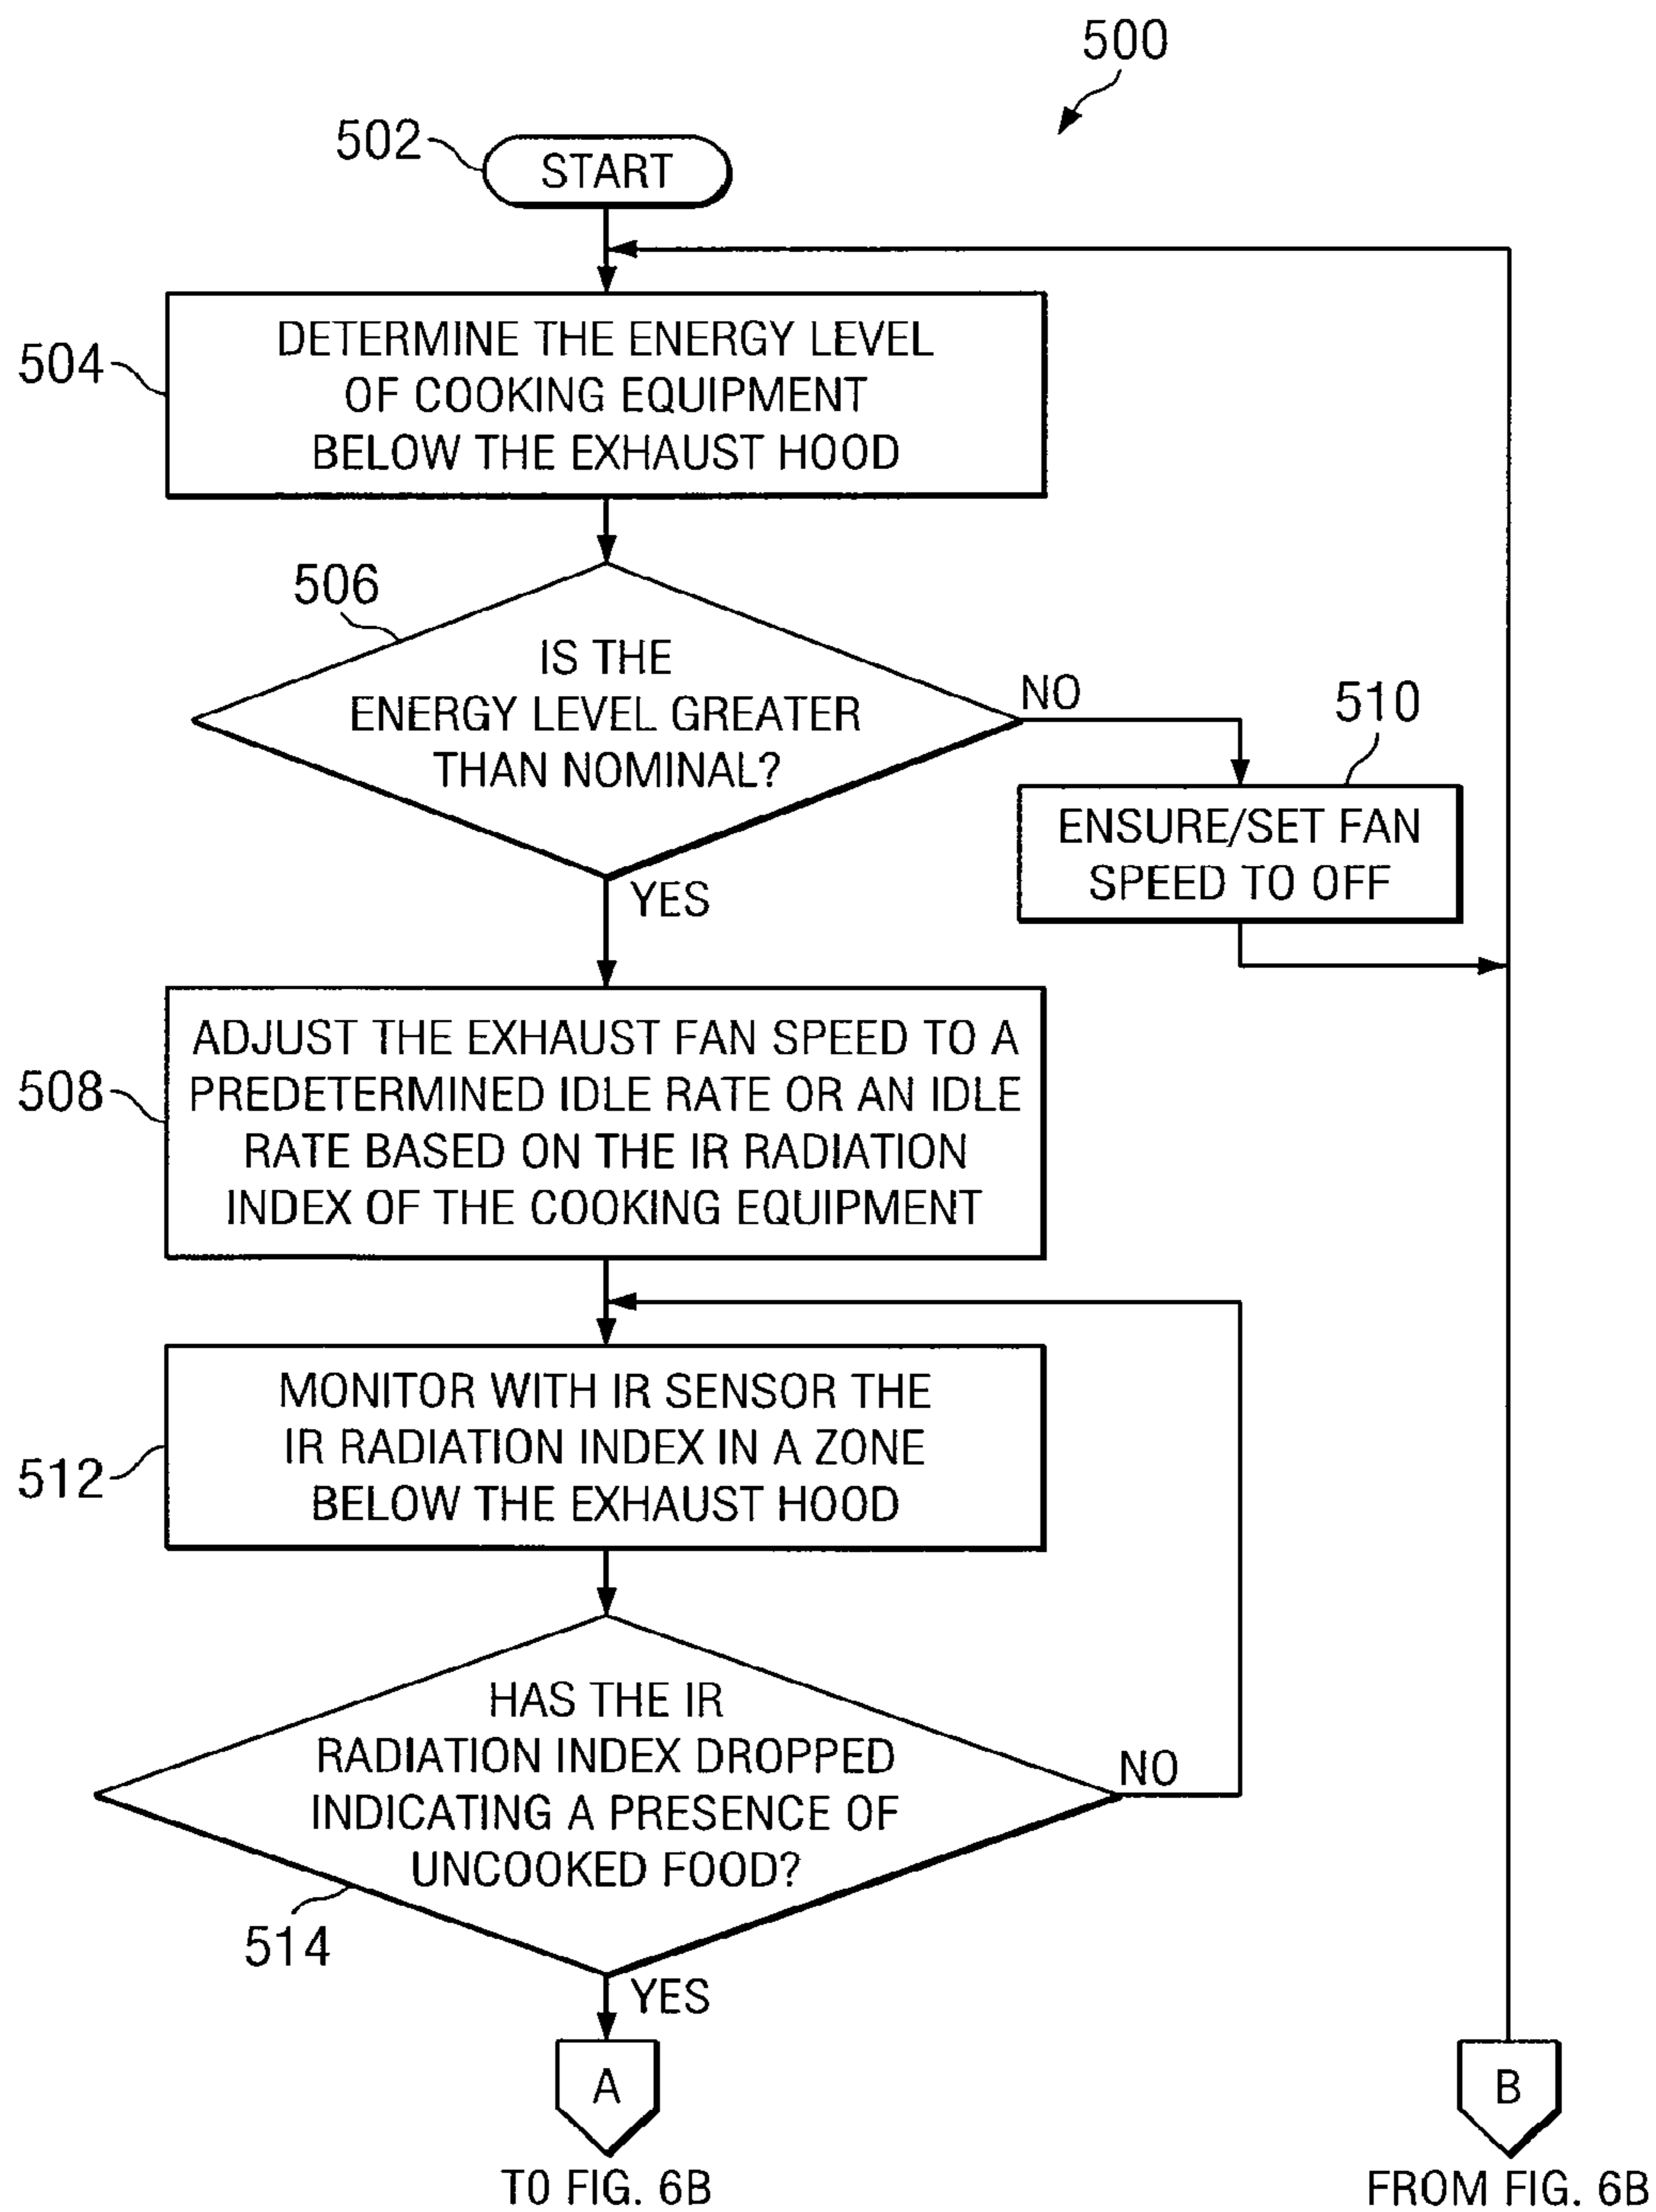 500
502
START
504
DETERMINE THE ENERGY LEVEL
OF COOKING EQUIPMENT
BELOW THE EXHAUST HOOD
506
IS THE
ENERGY LEVEL GREATER
THAN NOMINAL?
NO
510
ENSURE/SET FAN
SPEED TO OFF
YES
508
ADJUST THE EXHAUST FAN SPEED TO A
PREDETERMINED IDLE RATE OR AN IDLE
RATE BASED ON THE IR RADIATION
INDEX OF THE COOKING EQUIPMENT
512
MONITOR WITH IR SENSOR THE
IR RADIATION INDEX IN A ZONE
BELOW THE EXHAUST HOOD
HAS THE IR
RADIATION INDEX DROPPED
INDICATING A PRESENCE OF
UNCOOKED FOOD?
NO
514
YES
A
B
TO FIG. 6B
FROM FIG. 6B